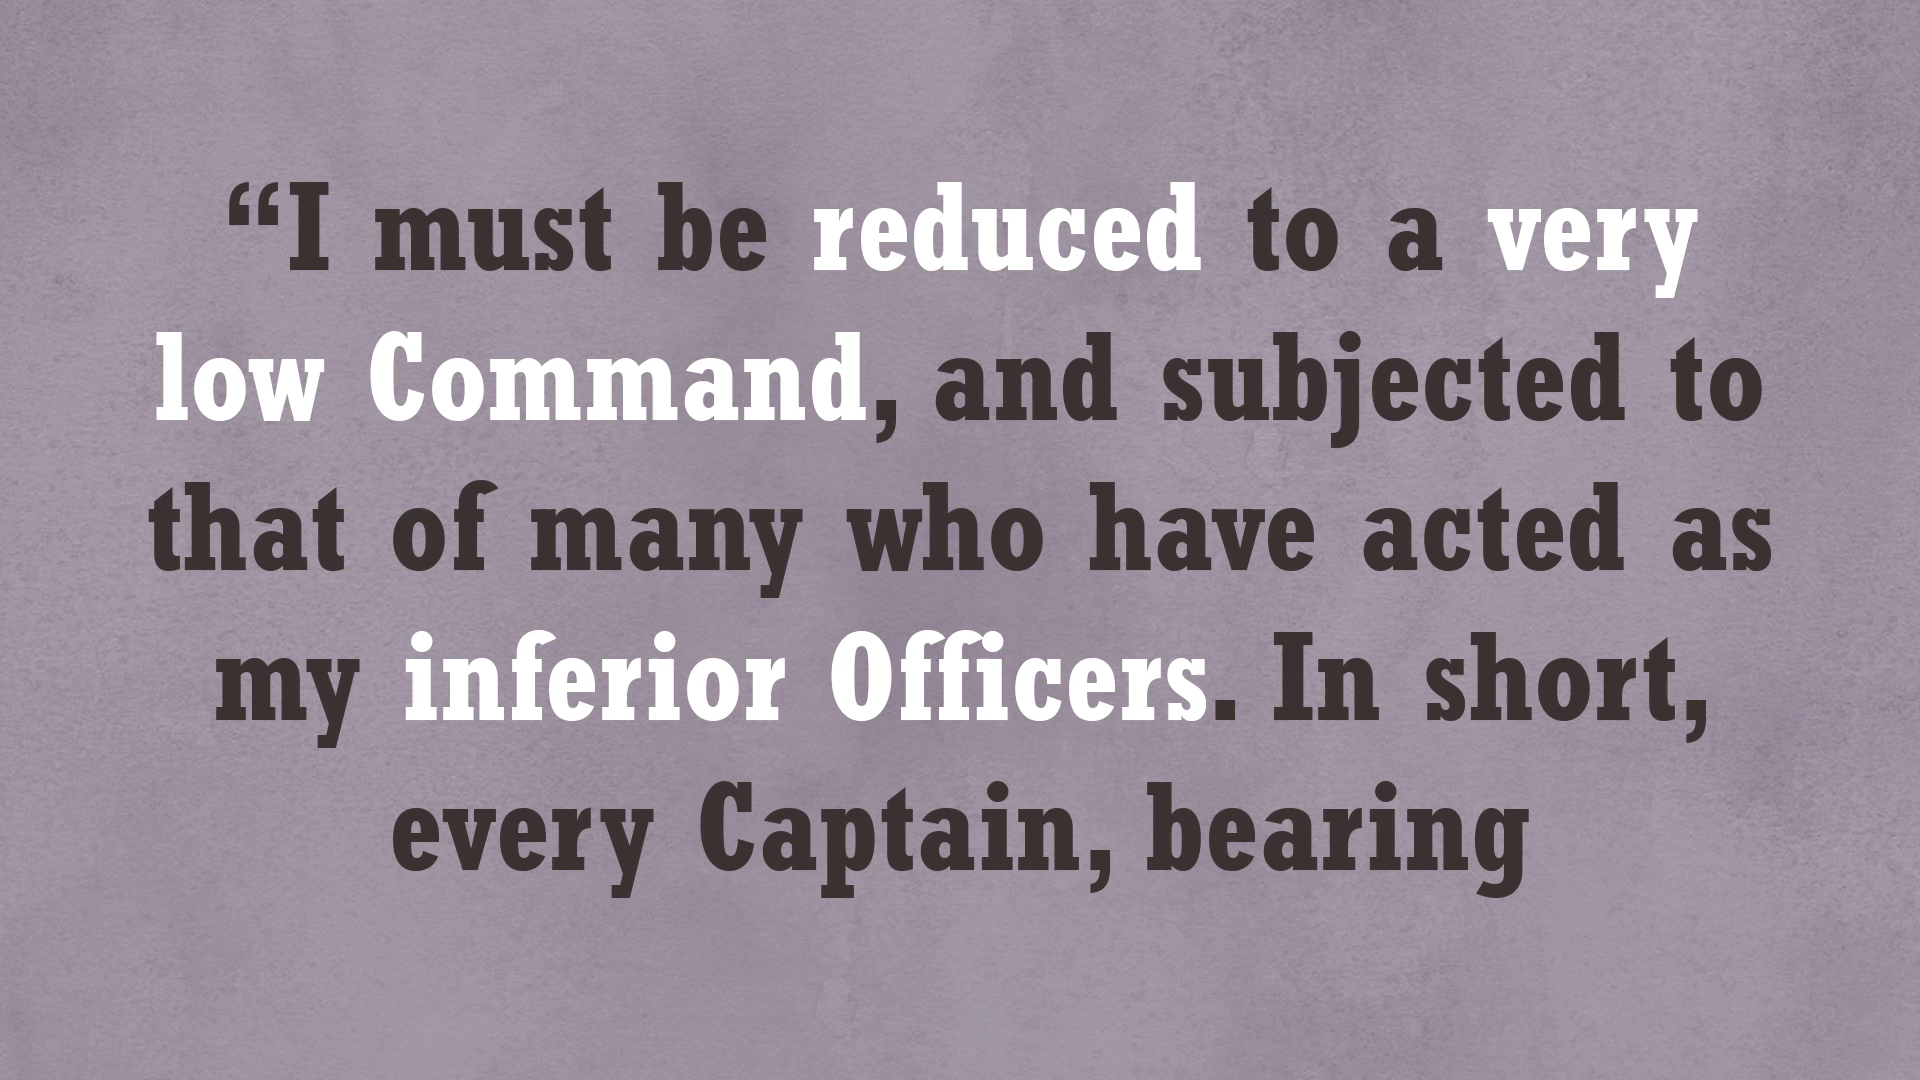 “I must be reduced to a very
low Command, and subjected to
that of many who have acted as
my inferior Officers. In short,
every Captain, bearing